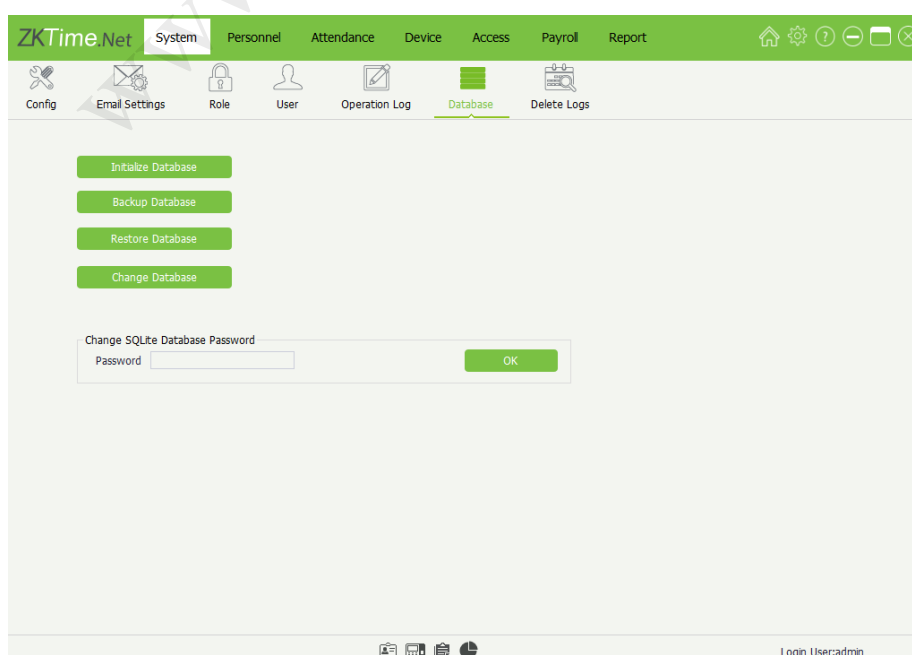 ZKTime.Net System Personnel Attendance Device Access Payroll Report
Config Email Settings Role User Operation Log Database Delete Logs
Initialize Database
Backup Database
Restore Database
Change Database
Change SQLite Database Password
Password OK
Login User:admin